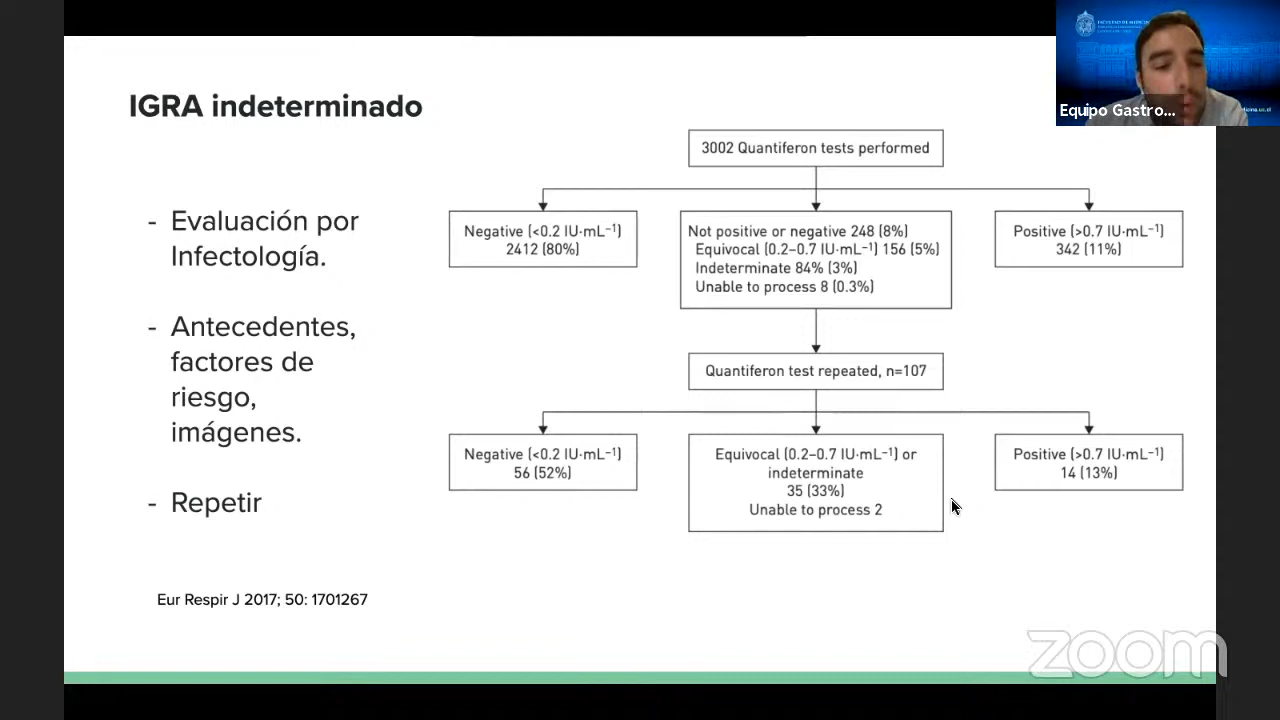 IGRA indeterminado
- Evaluación por
Infectología.
- Antecedentes,
factores de
riesgo,
imágenes.
- Repetir
3002 Quantiferon tests performed
Negative (<0.2 IU·mL⁻¹)
2412 (80%)
Not positive or negative 248 (8%)
Equivocal (0.2–0.7 IU·mL⁻¹) 156 (5%)
Indeterminate 84% (3%)
Unable to process 8 (0.3%)
Positive (>0.7 IU·mL⁻¹)
342 (11%)
Quantiferon test repeated, n=107
Negative (<0.2 IU·mL⁻¹)
56 (52%)
Equivocal (0.2–0.7 IU·mL⁻¹) or
indeterminate
35 (33%)
Unable to process 2
Positive (>0.7 IU·mL⁻¹)
14 (13%)
Eur Respir J 2017; 50: 1701267
Equipo Gastro...
zoom